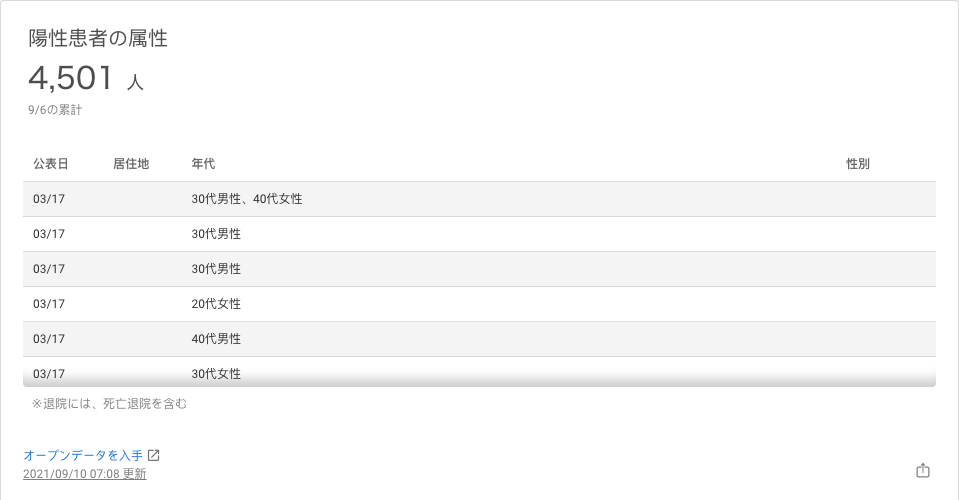 陽性患者の属性
4,501 人
9/6の累計
公表日 居住地 年代 性別
03/17 30代男性、40代女性
03/17 30代男性
03/17 30代男性
03/17 20代女性
03/17 40代男性
03/17 30代女性
※退院には、死亡退院を含む
オープンデータを入手
2021/09/10 07:08 更新